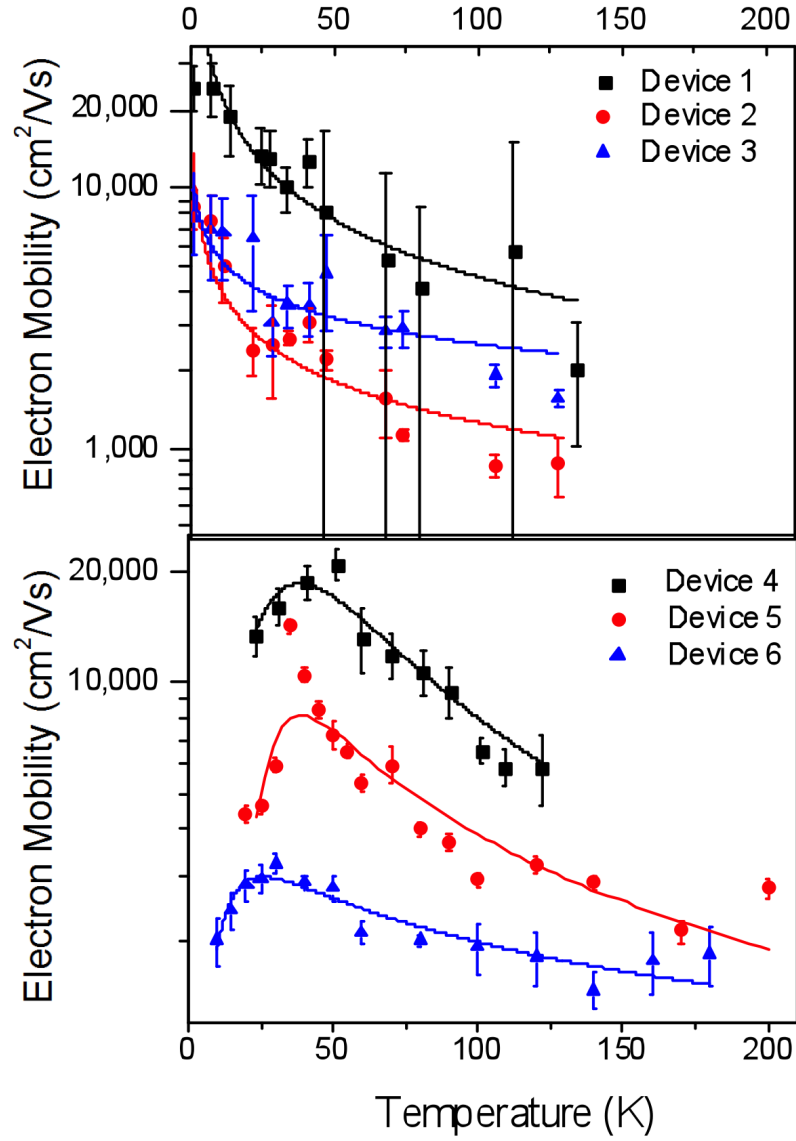 0 50 100 150 200
Electron Mobility (cm²/Vs)
20,000
10,000
1,000
Device 1
Device 2
Device 3
Electron Mobility (cm²/Vs)
20,000
10,000
Device 4
Device 5
Device 6
0 50 100 150 200
Temperature (K)